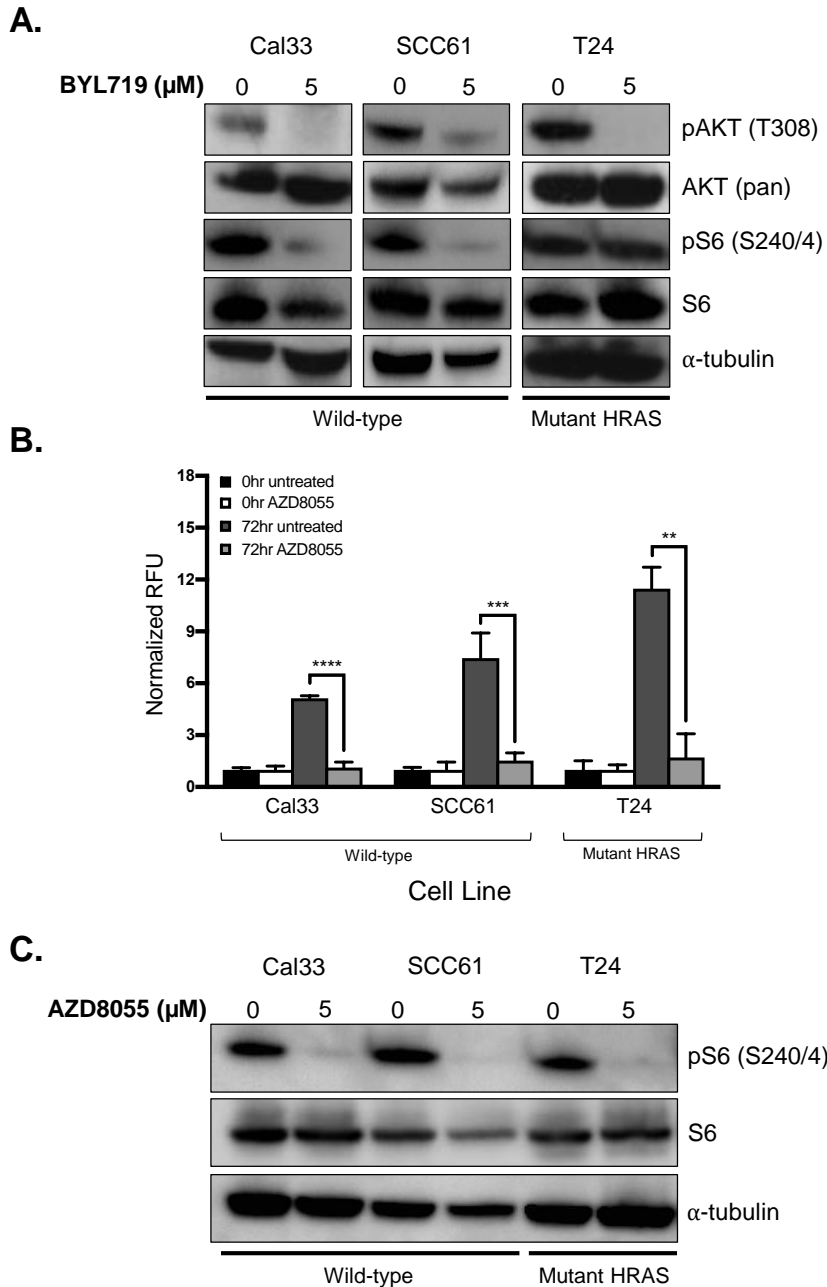 A.
Cal33 SCC61 T24
BYL719 (µM) 0 5 0 5 0 5
pAKT (T308)
AKT (pan)
pS6 (S240/4)
S6
α-tubulin
Wild-type Mutant HRAS
B.
18
15
12
9
6
3
0
Normalized RFU
0hr untreated
0hr AZD8055
72hr untreated
72hr AZD8055
**** *** **
Cal33 SCC61 T24
Wild-type Mutant HRAS
Cell Line
C.
Cal33 SCC61 T24
AZD8055 (µM) 0 5 0 5 0 5
pS6 (S240/4)
S6
α-tubulin
Wild-type Mutant HRAS